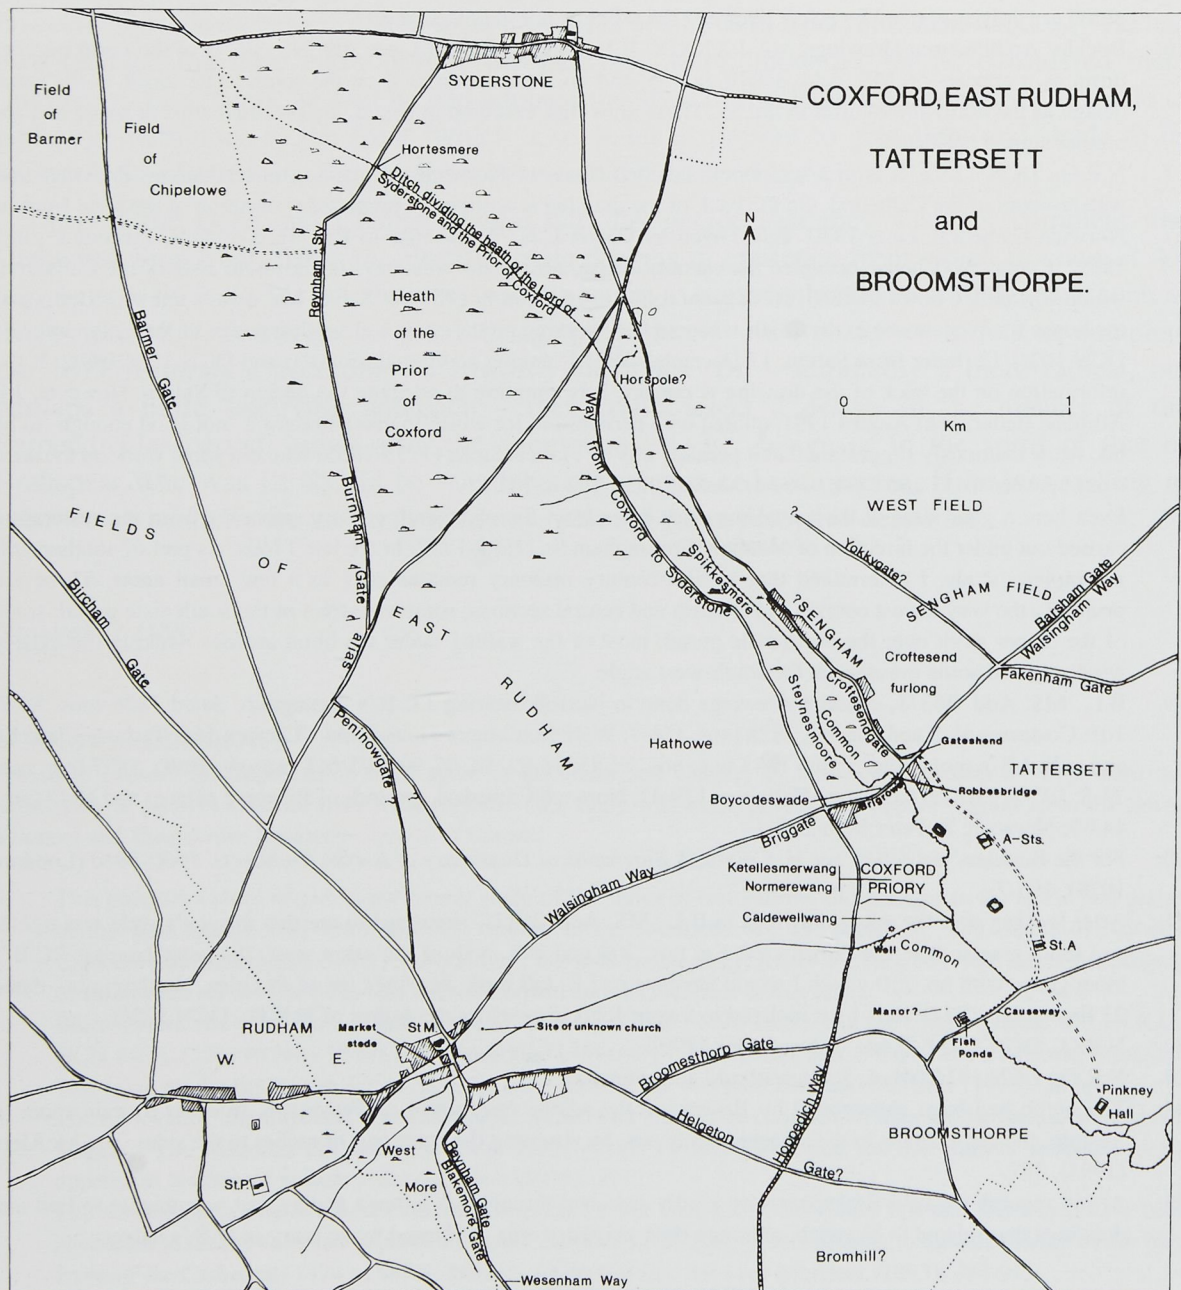 COXFORD, EAST RUDHAM,
TATTERSETT
and
BROOMSTHORPE.
N
0 1
Km
SYDERSTONE
Field
of
Barmer
Field
of
Chipelowe
Hortesmere
Ditch dividing the heath of the Lord of
Syderstone and the Prior of Coxford
Reynham Sty
Heath
of the
Prior
of
Coxford
Barmer Gate
Horspole?
Way from Coxford to Syderstone
Burnham Gate alias
FIELDS
OF
EAST
RUDHAM
Bircham Gate
Penihowgate
WEST FIELD
?
Yokkygate?
SENGHAM FIELD
Barsham Gate
Walsingham Way
Fakenham Gate
Spikkesmere
?SENGHAM
Croftesend
furlong
Croftesendgate
Common
Steynesmoore
Hathowe
Gateshend
TATTERSETT
Robbesbridge
Brigrowe
Boycodeswade
Briggate
Walsingham Way
A-Sts.
Ketellesmerwang
Normerewang
COXFORD
PRIORY
Caldewellwang
Well
Common
St.A
Manor?
Causeway
Fish
Ponds
RUDHAM
W. E.
Market
stede
St.M.
Site of unknown church
Broomesthorp Gate
Helgeton Gate?
Hoppedich Way
Pinkney
Hall
BROOMSTHORPE
St.P.
West
More
Reynham Gate
Blakemore Gate
Bromhill?
Wesenham Way